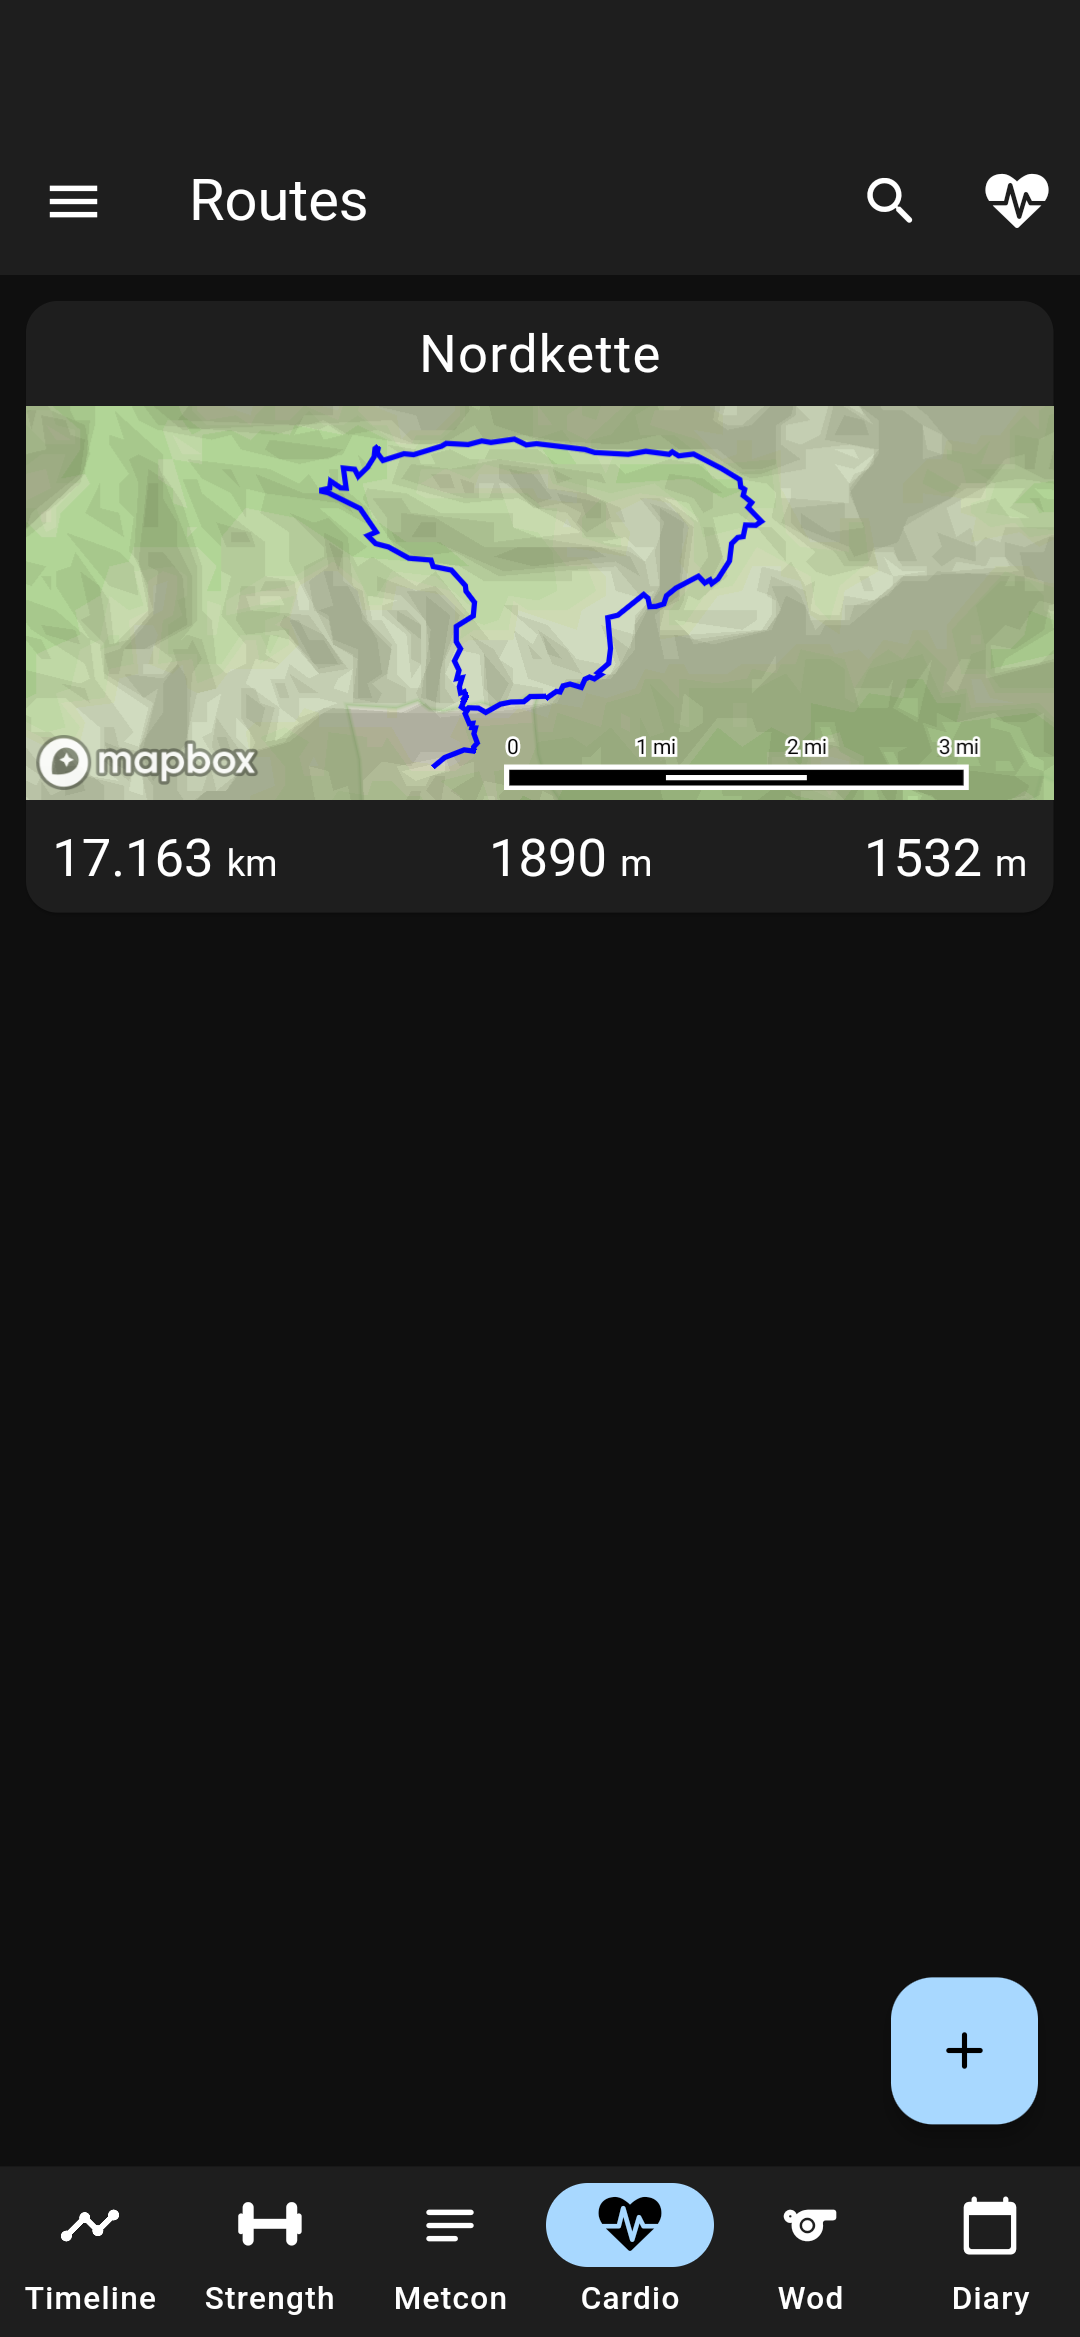 Routes
Nordkette
mapbox
0 1 mi 2 mi 3 mi
17.163 km 1890 m 1532 m
Timeline Strength Metcon Cardio Wod Diary